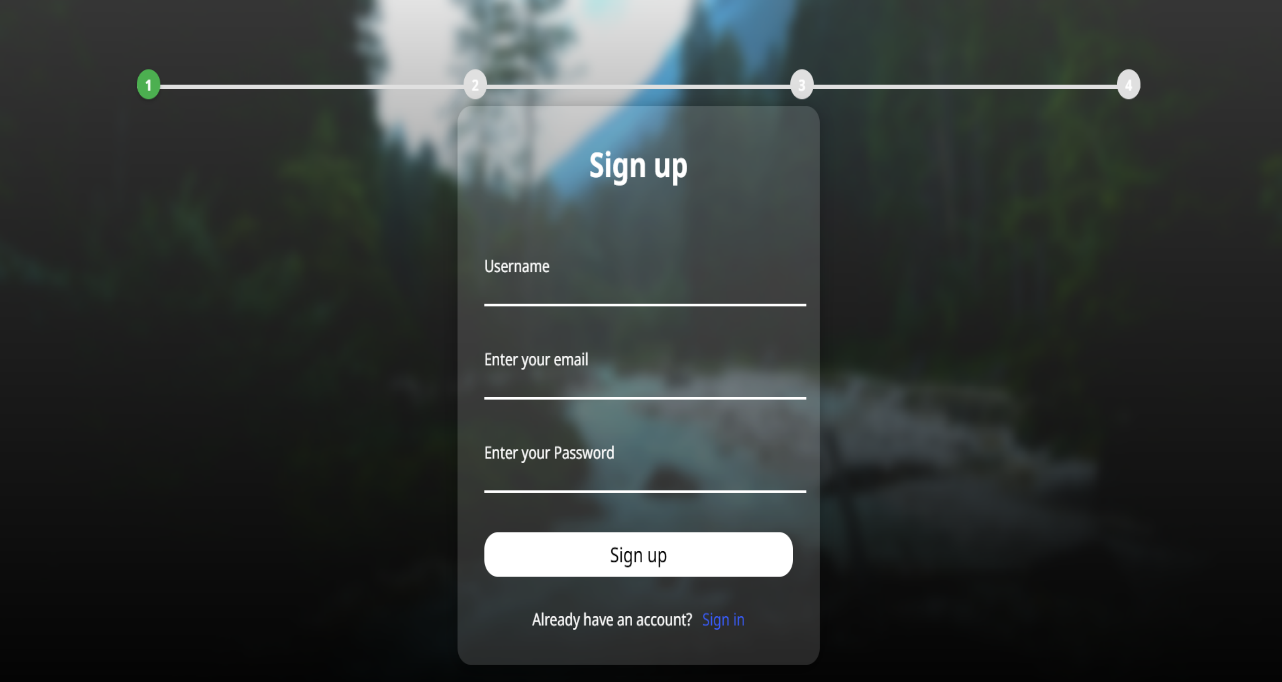 1 2 3 4
Sign up
Username
Enter your email
Enter your Password
Sign up
Already have an account? Sign in